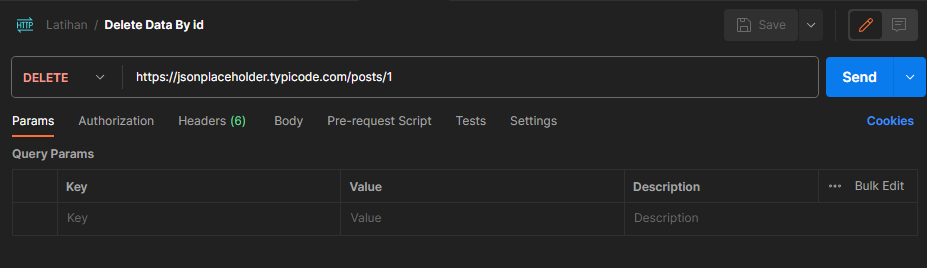 HTTP Latihan / Delete Data By id Save
DELETE https://jsonplaceholder.typicode.com/posts/1 Send
Params Authorization Headers (6) Body Pre-request Script Tests Settings Cookies
Query Params
Key Value Description ••• Bulk Edit
Key Value Description